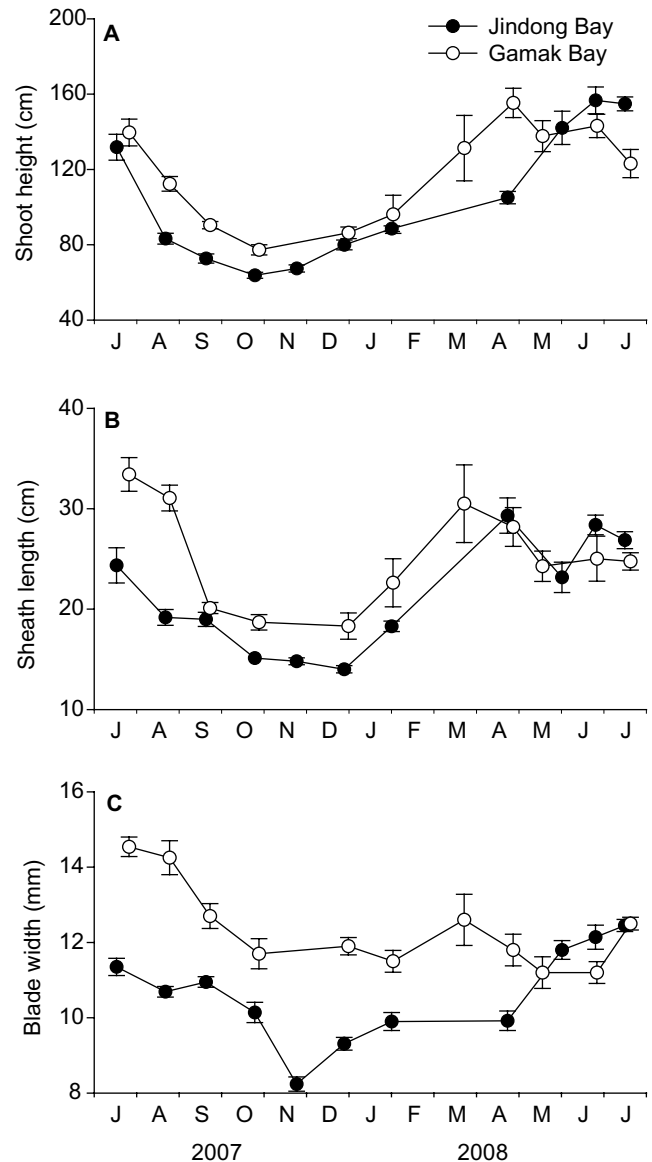 200
A
Jindong Bay
Gamak Bay
160
120
80
40
Shoot height (cm)
J A S O N D J F M A M J J
40
B
30
20
10
Sheath length (cm)
J A S O N D J F M A M J J
16
C
14
12
10
8
Blade width (mm)
J A S O N D J F M A M J J
2007 2008